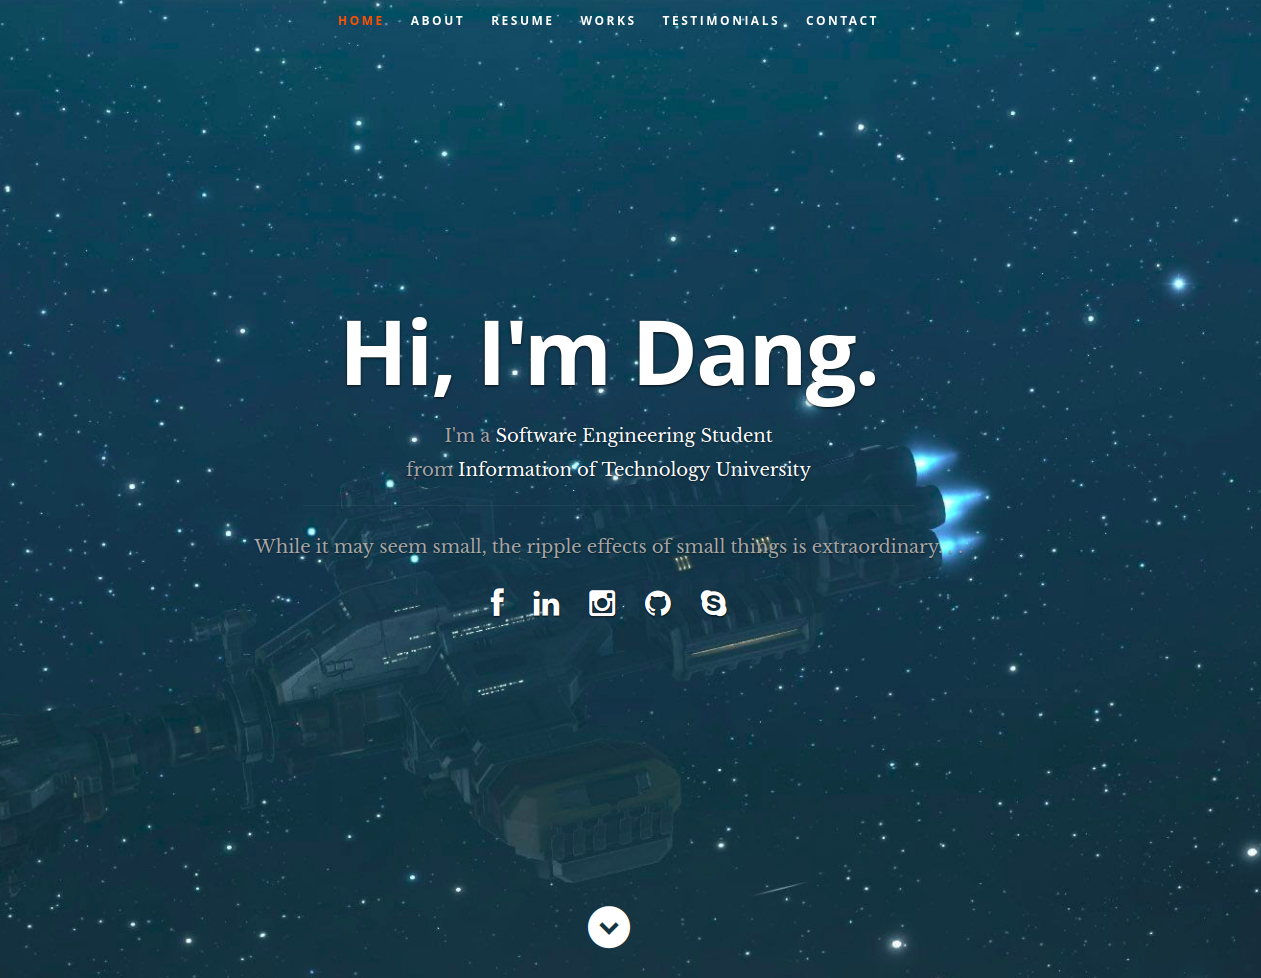 HOME ABOUT RESUME WORKS TESTIMONIALS CONTACT
Hi, I'm Dang.
I'm a Software Engineering Student
from Information of Technology University
While it may seem small, the ripple effects of small things is extraordinary...